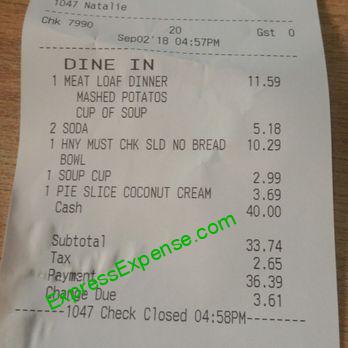 1047 Natalie
Chk 7990 20 Gst 0
Sep02'18 04:57PM
DINE IN
1 MEAT LOAF DINNER 11.59
MASHED POTATOS
CUP OF SOUP
2 SODA 5.18
1 HNY MUST CHK SLD NO BREAD 10.29
BOWL
1 SOUP CUP 2.99
1 PIE SLICE COCONUT CREAM 3.69
Cash 40.00
Subtotal 33.74
Tax 2.65
Payment 36.39
Change Due 3.61
------1047 Check Closed 04:58PM--------
ExpressExpense.com